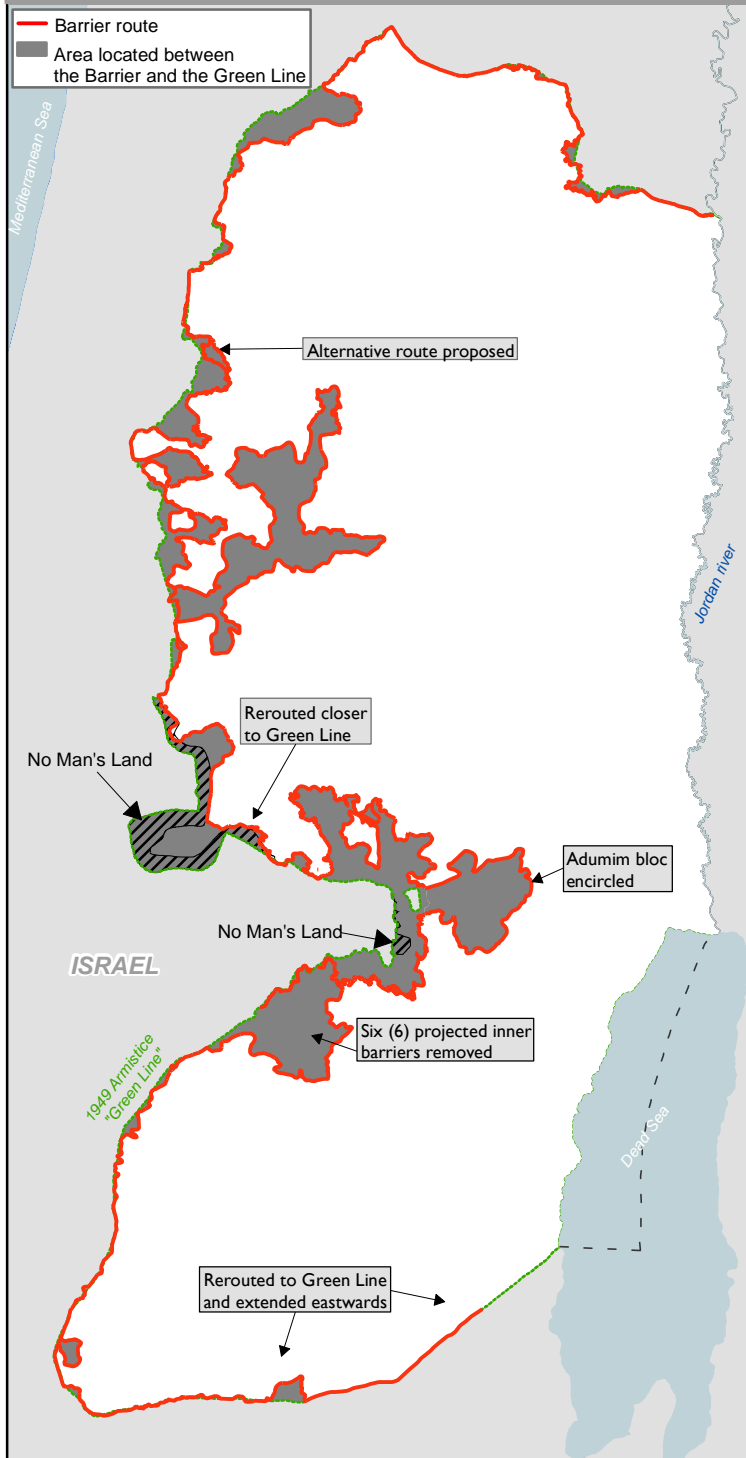 Barrier route
Area located between
the Barrier and the Green Line
Mediterranean Sea
Alternative route proposed
Jordan river
Rerouted closer
to Green Line
No Man's Land
Adumim bloc
encircled
No Man's Land
ISRAEL
Six (6) projected inner
barriers removed
1949 Armistice
"Green Line"
Dead Sea
Rerouted to Green Line
and extended eastwards